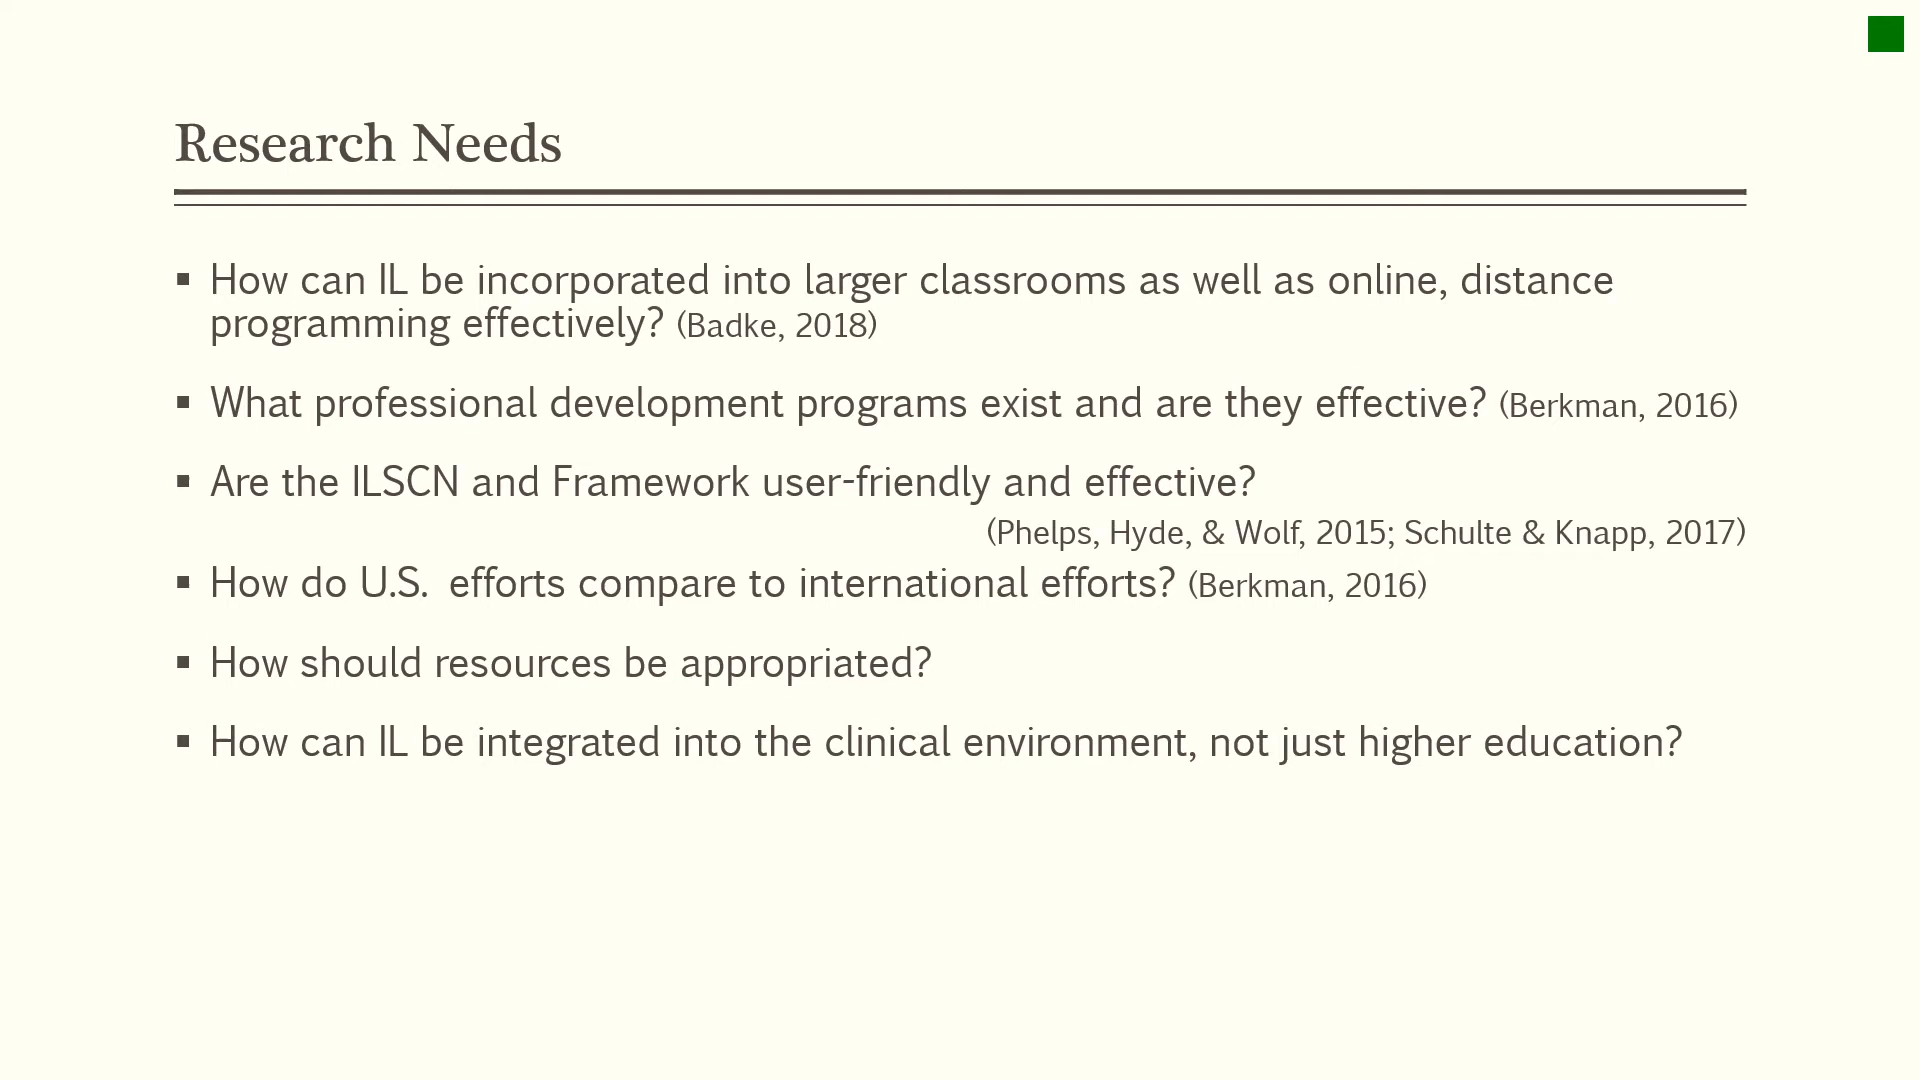 Research Needs
▪ How can IL be incorporated into larger classrooms as well as online, distance
programming effectively? (Badke, 2018)
▪ What professional development programs exist and are they effective? (Berkman, 2016)
▪ Are the ILSCN and Framework user-friendly and effective?
(Phelps, Hyde, & Wolf, 2015; Schulte & Knapp, 2017)
▪ How do U.S.  efforts compare to international efforts? (Berkman, 2016)
▪ How should resources be appropriated?
▪ How can IL be integrated into the clinical environment, not just higher education?